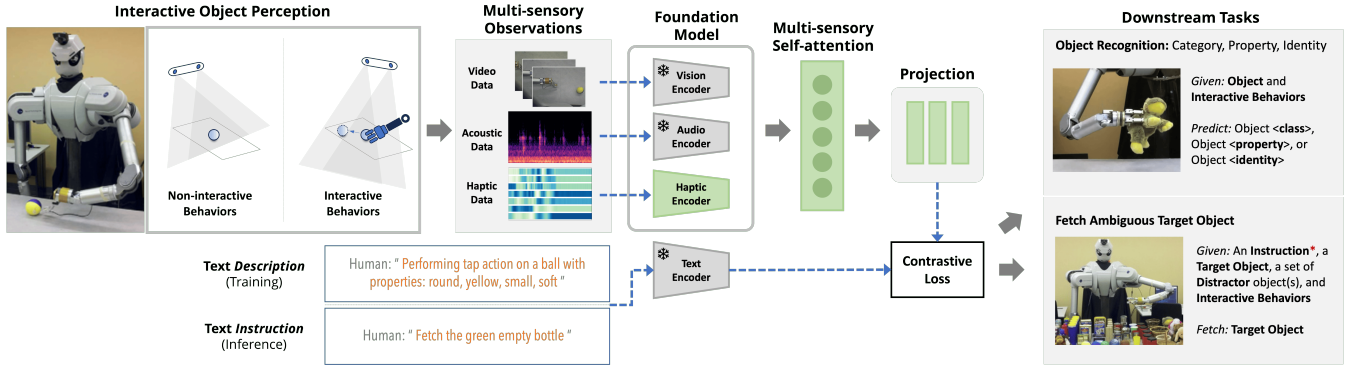 Interactive Object Perception
Non-interactive
Behaviors
Interactive
Behaviors
Multi-sensory
Observations
Video
Data
Acoustic
Data
Haptic
Data
Foundation
Model
Vision
Encoder
Audio
Encoder
Haptic
Encoder
Text
Encoder
Multi-sensory
Self-attention
Projection
Contrastive
Loss
Text Description
(Training)
Human: “ Performing tap action on a ball with
properties: round, yellow, small, soft ”
Text Instruction
(Inference)
Human: “ Fetch the green empty bottle ”
Downstream Tasks
Object Recognition: Category, Property, Identity
Given: Object and
Interactive Behaviors
Predict: Object <class>,
Object <property>, or
Object <identity>
Fetch Ambiguous Target Object
Given: An Instruction*, a
Target Object, a set of
Distractor object(s), and
Interactive Behaviors
Fetch: Target Object